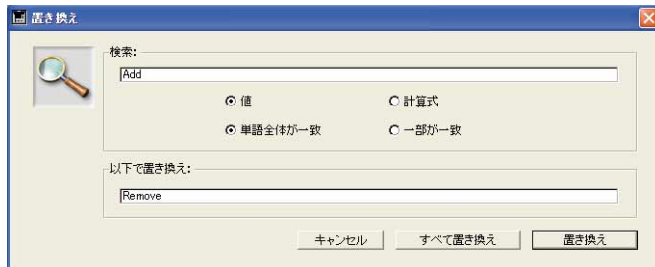 置き換え
検索:
Add
値 計算式
単語全体が一致 一部が一致
以下で置き換え:
Remove
キャンセル すべて置き換え 置き換え